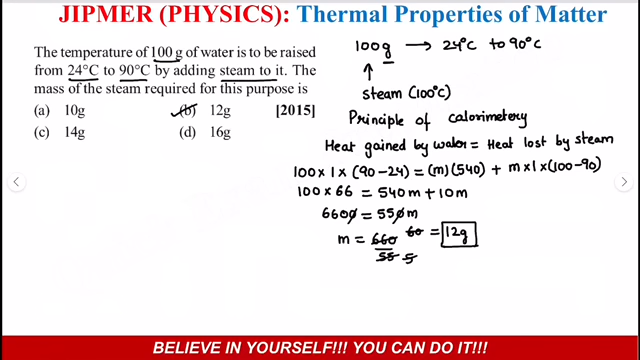 JIPMER (PHYSICS): Thermal Properties of Matter
The temperature of 100 g of water is to be raised
from 24°C to 90°C by adding steam to it. The
mass of the steam required for this purpose is
(a) 10g (b) 12g [2015]
(c) 14g (d) 16g
100g → 24°C to 90°C
↑
steam (100°C)
Principle of calorimetery
Heat gained by water = Heat lost by steam
100 × 1 × (90-24) = (m)(540) + m×1×(100-90)
100 × 66 = 540m + 10m
6600 = 550m
m = 660 60 = 12g
55 5
BELIEVE IN YOURSELF!!! YOU CAN DO IT!!!